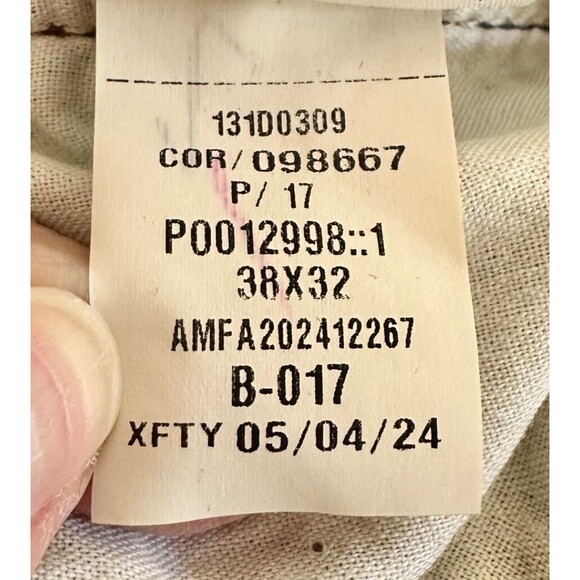 131D0309
COR/098667
P/ 17
P0012998::1
38X32
AMFA202412267
B-017
XFTY 05/04/24